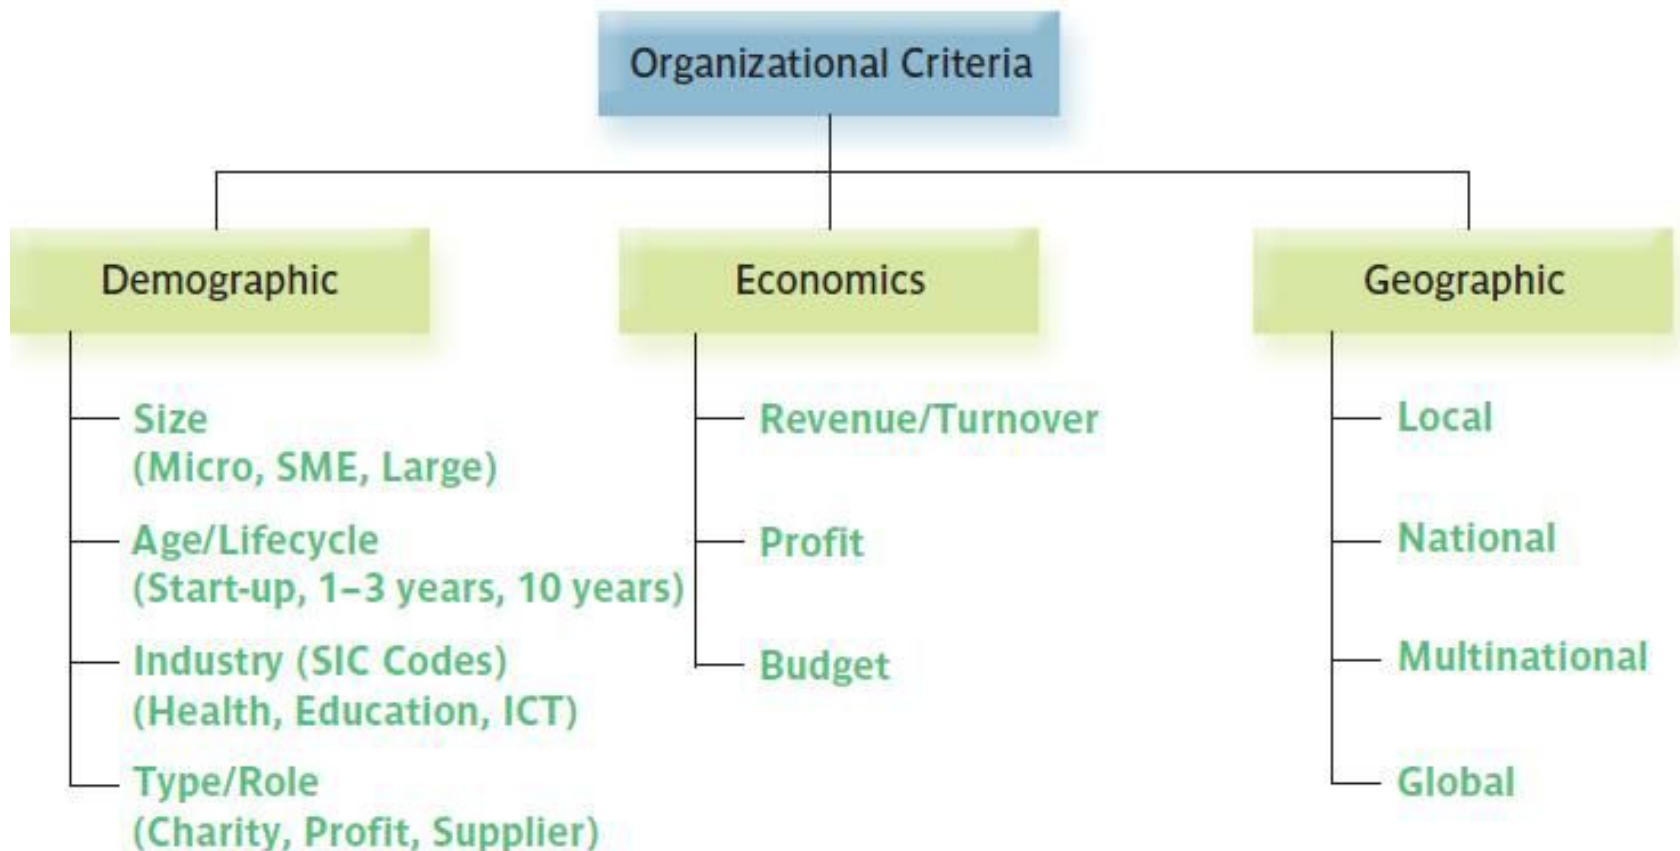 Organizational Criteria
Demographic
Size
(Micro, SME, Large)
Age/Lifecycle
(Start-up, 1–3 years, 10 years)
Industry (SIC Codes)
(Health, Education, ICT)
Type/Role
(Charity, Profit, Supplier)
Economics
Revenue/Turnover
Profit
Budget
Geographic
Local
National
Multinational
Global